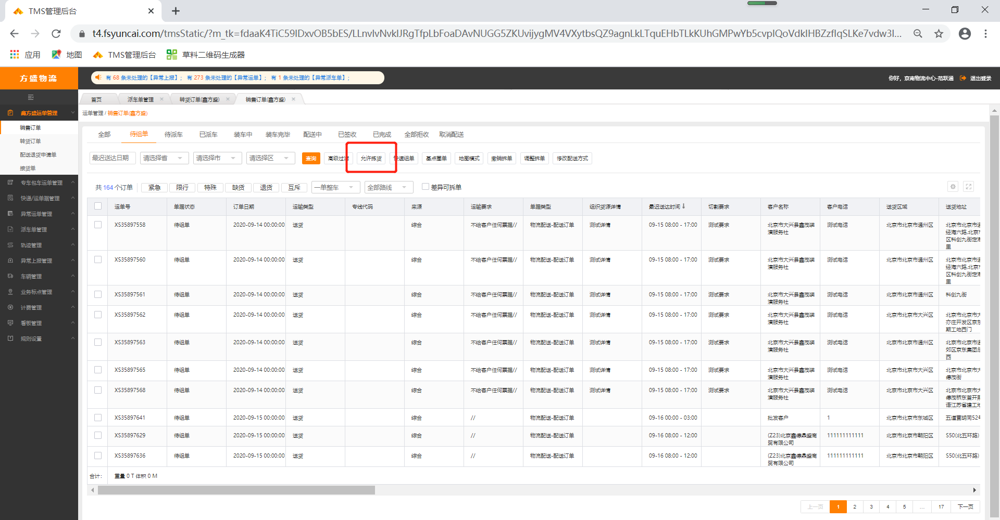 TMS管理后台
t4.fsyuncai.com/tmsStatic/?m_tk=fdaaK4TiC59IDxvOB5bES/LLnvlvNvklJRgTfpLbFoaDAvNUGG5ZKUvijygMV4VXytbsQZ9agnLkLTquEHbTLkKUhGMPwYb5cvpIQoVdklHBZzfIqSLKe7vdw3I...
应用 地图 TMS管理后台 草料二维码生成器
方盛物流 有 68 条未处理的【异常上报】; 有 273 条未处理的【异常运单】; 有 1 条未处理的【异常派车单】; 你好，京南物流中心-范跃通 退出登录
首页 派车单管理 转货订单(鑫方盛) 销售订单(鑫方盛)
运单管理 / 销售订单(鑫方盛)
鑫方盛运单管理
销售订单
转货订单
配送退货申请单
接货单
专车包车运单管理
快递/运单据管理
异常运单管理
派车单管理
轨迹管理
异常上报管理
车辆管理
业务标点管理
计费管理
看板管理
规则设置
全部 待组单 待派车 已派车 装车中 装车完毕 配送中 已签收 已完成 全部拒收 取消配送
最迟送达日期 请选择省 请选择市 请选择区 查询 高级过滤 允许拣货 快速组单 基点圈单 地图模式 撤销拆单 调整拆单 修改配送方式
共 164 个订单 紧急 限行 特殊 缺货 退货 互斥 一单整车 全部路线 差异可拆单
运单号 单据状态 订单日期 运输类型 专线代码 来源 运输要求 单据类型 组织货源详情 最迟送达时间 切割要求 客户名称 客户电话 送货区域 送货地址
XS35897558 待组单 2020-09-14 00:00:00 送货 综合 不给客户任何票据// 物流配送-配送订单 测试详情 09-15 08:00 - 17:00 测试要求 北京市大兴县鑫茂装 测试电话 北京市北京市通州区 北京市北京市通
潢服务社 经海六路,北京市
区科创九街定海
里
XS35897560 待组单 2020-09-14 00:00:00 送货 综合 不给客户任何票据// 物流配送-配送订单 测试详情 09-15 08:00 - 17:00 测试要求 北京市大兴县鑫茂装 测试电话 北京市北京市通州区 北京市北京市通
潢服务社 经海六路,北京市
区科创九街定海
里
XS35897561 待组单 2020-09-14 00:00:00 送货 综合 不给客户任何票据// 物流配送-配送订单 测试详情 09-15 08:00 - 17:00 测试要求 北京市大兴县鑫茂装 测试电话 北京市北京市通州区 科创九街
潢服务社
XS35897562 待组单 2020-09-14 00:00:00 送货 综合 不给客户任何票据// 物流配送-配送订单 测试详情 09-15 08:00 - 17:00 测试要求 北京市大兴县鑫茂装 测试电话 北京市北京市大兴区 北京市北京市大
潢服务社 亦庄开发区京东
期工地西门
XS35897563 待组单 2020-09-14 00:00:00 送货 综合 不给客户任何票据// 物流配送-配送订单 测试详情 09-15 08:00 - 17:00 测试要求 北京市大兴县鑫茂装 测试电话 北京市北京市通州区 北京市北京市通
潢服务社 郊区京东集团总
西
XS35897565 待组单 2020-09-14 00:00:00 送货 综合 不给客户任何票据// 物流配送-配送订单 测试详情 09-15 08:00 - 17:00 测试要求 北京市大兴县鑫茂装 测试电话 北京市北京市大兴区 北京市北京市大
潢服务社 德茂街
XS35897568 待组单 2020-09-14 00:00:00 送货 综合 不给客户任何票据// 物流配送-配送订单 测试详情 09-15 08:00 - 17:00 测试要求 北京市大兴县鑫茂装 测试电话 北京市北京市大兴区 北京市北京市大
潢服务社 德茂桥东首开熙
语江苏省建工地
XS35897641 待组单 2020-09-15 00:00:00 送货 综合 // 物流配送-配送订单 09-16 00:00 - 03:00 批发客户 1 北京市北京市东城区 五道营胡同52号
XS35897629 待组单 2020-09-15 00:00:00 送货 综合 // 物流配送-配送订单 09-16 08:00 - 12:00 (Z23)北京鑫德鼎盛商 111111111111 北京市北京市朝阳区 S50(北五环路)
贸有限公司
XS35897636 待组单 2020-09-15 00:00:00 送货 综合 // 物流配送-配送订单 09-16 08:00 - 12:00 (Z23)北京鑫德鼎盛商 111111111111 北京市北京市朝阳区 S50(北五环路)
贸有限公司
合计: 重量 0 T 体积 0 M
上一页 1 2 3 4 5 ... 17 下一页